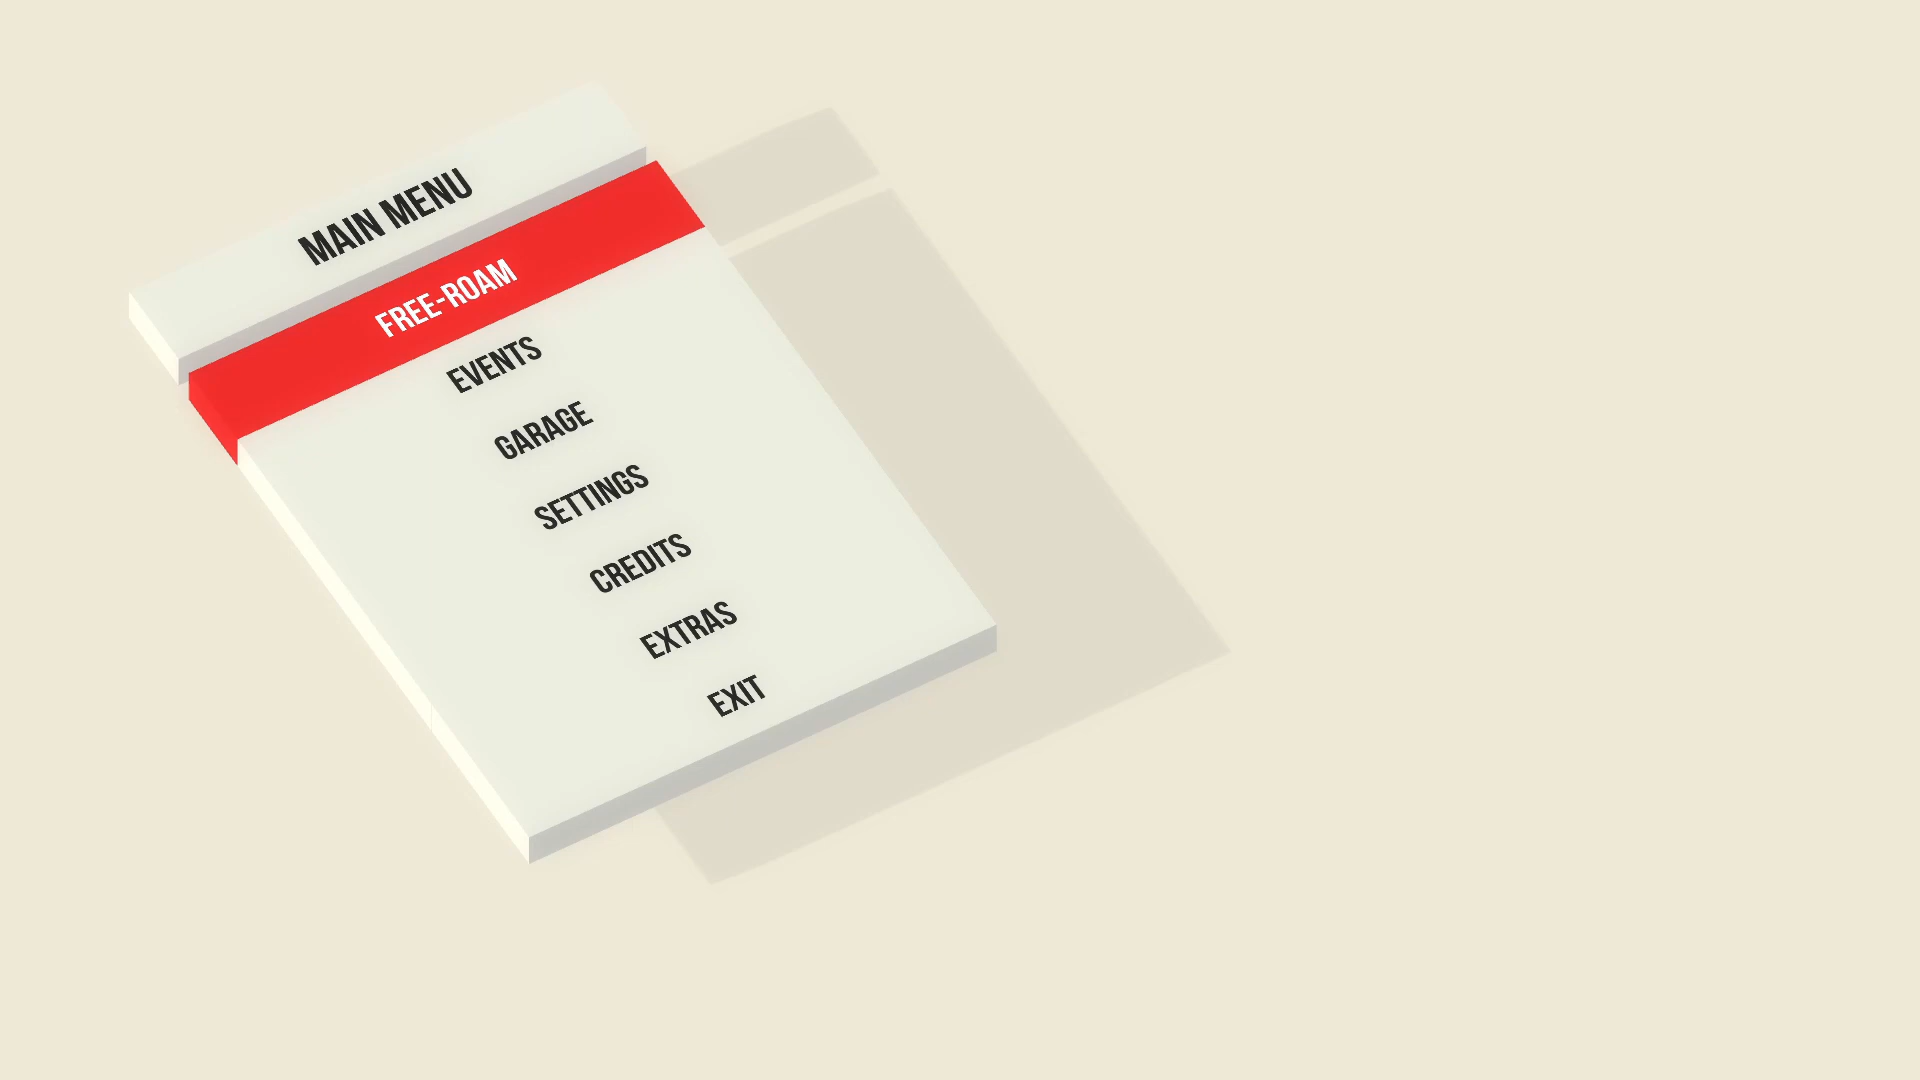 MAIN MENU
FREE-ROAM
EVENTS
GARAGE
SETTINGS
CREDITS
EXTRAS
EXIT